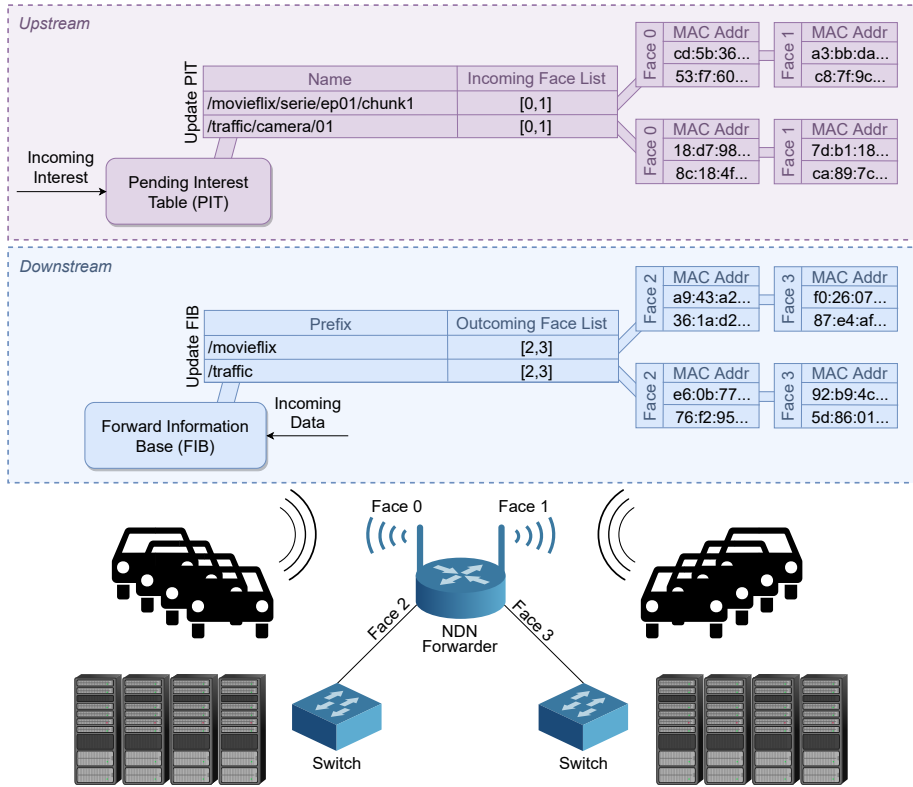 Upstream
Update PIT
Name
Incoming Face List
/movieflix/serie/ep01/chunk1
[0,1]
/traffic/camera/01
[0,1]
Face 0
MAC Addr
cd:5b:36...
53:f7:60...
Face 1
MAC Addr
a3:bb:da...
c8:7f:9c...
Face 0
MAC Addr
18:d7:98...
8c:18:4f...
Face 1
MAC Addr
7d:b1:18...
ca:89:7c...
Incoming
Interest
Pending Interest
Table (PIT)
Downstream
Update FIB
Prefix
Outcoming Face List
/movieflix
[2,3]
/traffic
[2,3]
Face 2
MAC Addr
a9:43:a2...
36:1a:d2...
Face 3
MAC Addr
f0:26:07...
87:e4:af...
Face 2
MAC Addr
e6:0b:77...
76:f2:95...
Face 3
MAC Addr
92:b9:4c...
5d:86:01...
Forward Information
Base (FIB)
Incoming
Data
Face 0
Face 1
Face 2
Face 3
NDN
Forwarder
Switch
Switch